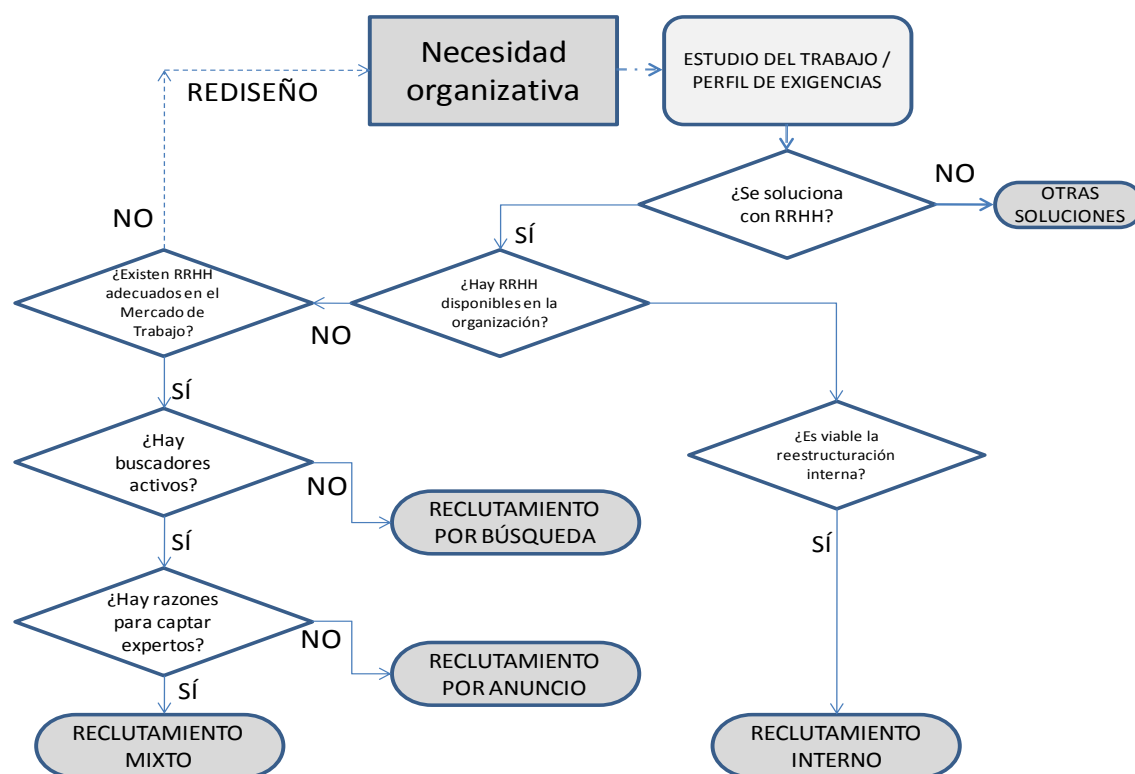 Necesidad
organizativa
ESTUDIO DEL TRABAJO /
PERFIL DE EXIGENCIAS
REDISEÑO
¿Se soluciona
con RRHH?
NO
OTRAS
SOLUCIONES
SÍ
¿Hay RRHH
disponibles en la
organización?
NO
¿Existen RRHH
adecuados en el
Mercado de
Trabajo?
NO
SÍ
¿Hay
buscadores
activos?
NO
RECLUTAMIENTO
POR BÚSQUEDA
SÍ
¿Hay razones
para captar
expertos?
NO
RECLUTAMIENTO
POR ANUNCIO
SÍ
RECLUTAMIENTO
MIXTO
¿Es viable la
reestructuración
interna?
SÍ
RECLUTAMIENTO
INTERNO